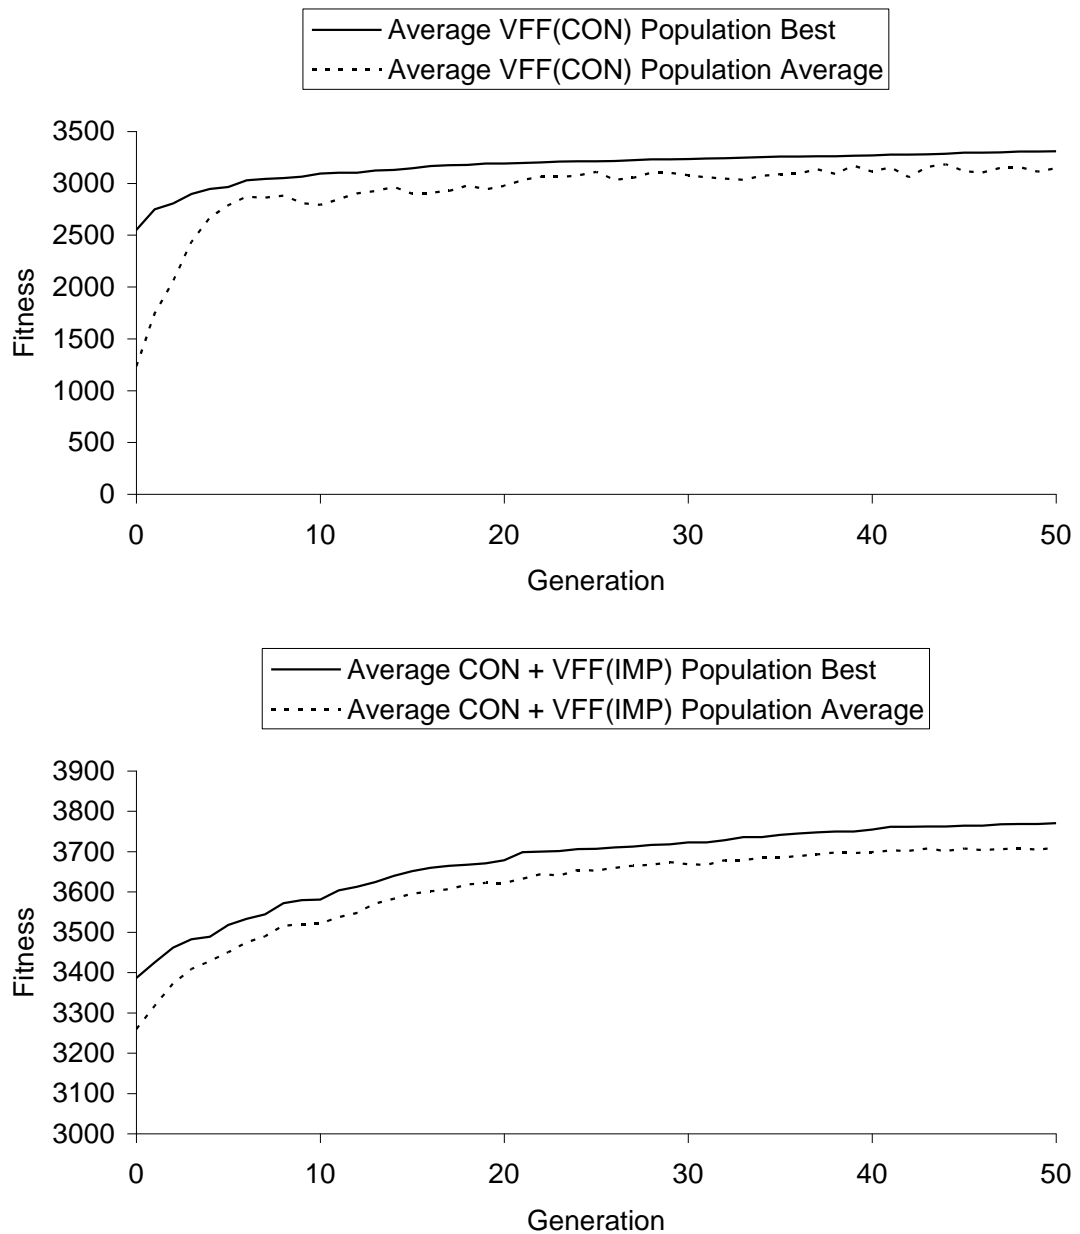 Average VFF(CON) Population Best
Average VFF(CON) Population Average
3500
3000
2500
2000
1500
1000
500
0
Fitness
0 10 20 30 40 50
Generation
Average CON + VFF(IMP) Population Best
Average CON + VFF(IMP) Population Average
3900
3800
3700
3600
3500
3400
3300
3200
3100
3000
Fitness
0 10 20 30 40 50
Generation